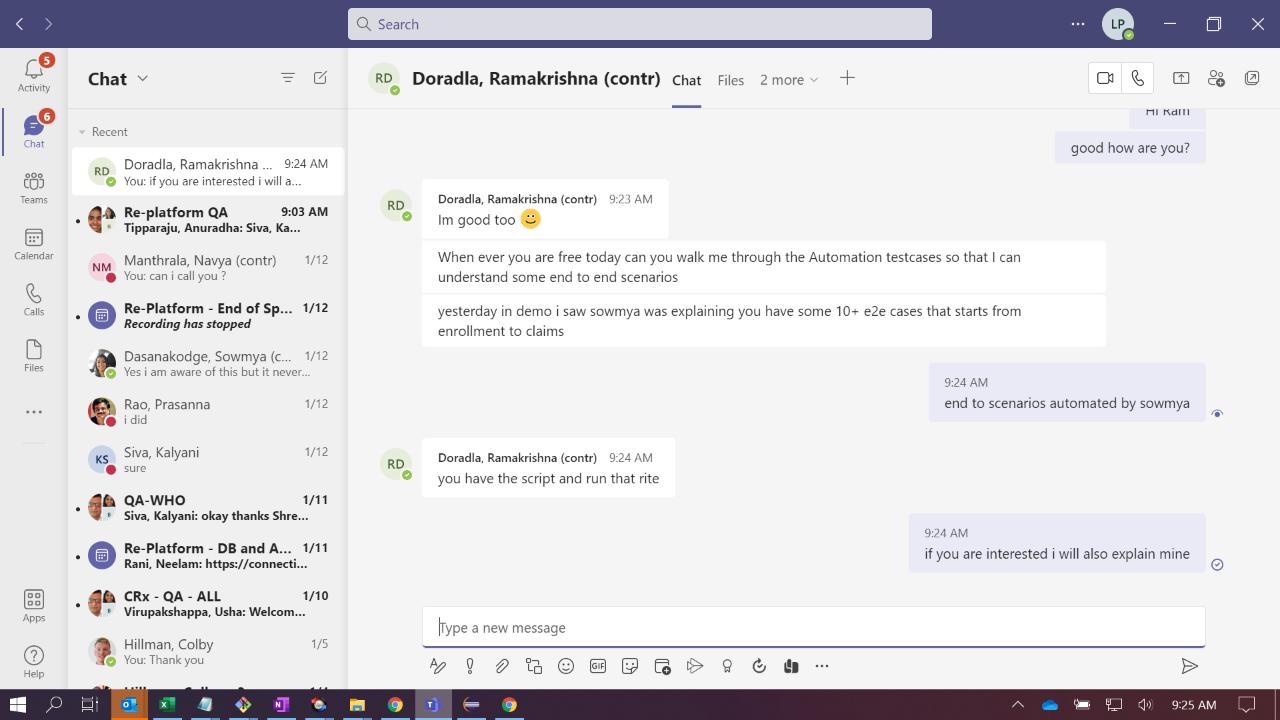 Search
LP
5
Activity
6
Chat
Teams
Calendar
Calls
Files
Apps
Help
Chat
Recent
RD
Doradla, Ramakrishna ... 9:24 AM
You: if you are interested i will a...
Re-platform QA 9:03 AM
Tipparaju, Anuradha: Siva, Ka...
NM
Manthrala, Navya (contr) 1/12
You: can i call you ?
Re-Platform - End of Sp... 1/12
Recording has stopped
Dasanakodge, Sowmya (c... 1/12
Yes i am aware of this but it never...
Rao, Prasanna 1/12
i did
KS
Siva, Kalyani 1/12
sure
QA-WHO 1/11
Siva, Kalyani: okay thanks Shre...
Re-Platform - DB and A... 1/11
Rani, Neelam: https://connecti...
CRx - QA - ALL 1/10
Virupakshappa, Usha: Welcom...
Hillman, Colby 1/5
You: Thank you
RD
Doradla, Ramakrishna (contr) Chat Files 2 more
Hi Ram
good how are you?
RD
Doradla, Ramakrishna (contr) 9:23 AM
Im good too
When ever you are free today can you walk me through the Automation testcases so that I can
understand some end to end scenarios
yesterday in demo i saw sowmya was explaining you have some 10+ e2e cases that starts from
enrollment to claims
9:24 AM
end to scenarios automated by sowmya
RD
Doradla, Ramakrishna (contr) 9:24 AM
you have the script and run that rite
9:24 AM
if you are interested i will also explain mine
Type a new message
GIF
9:25 AM